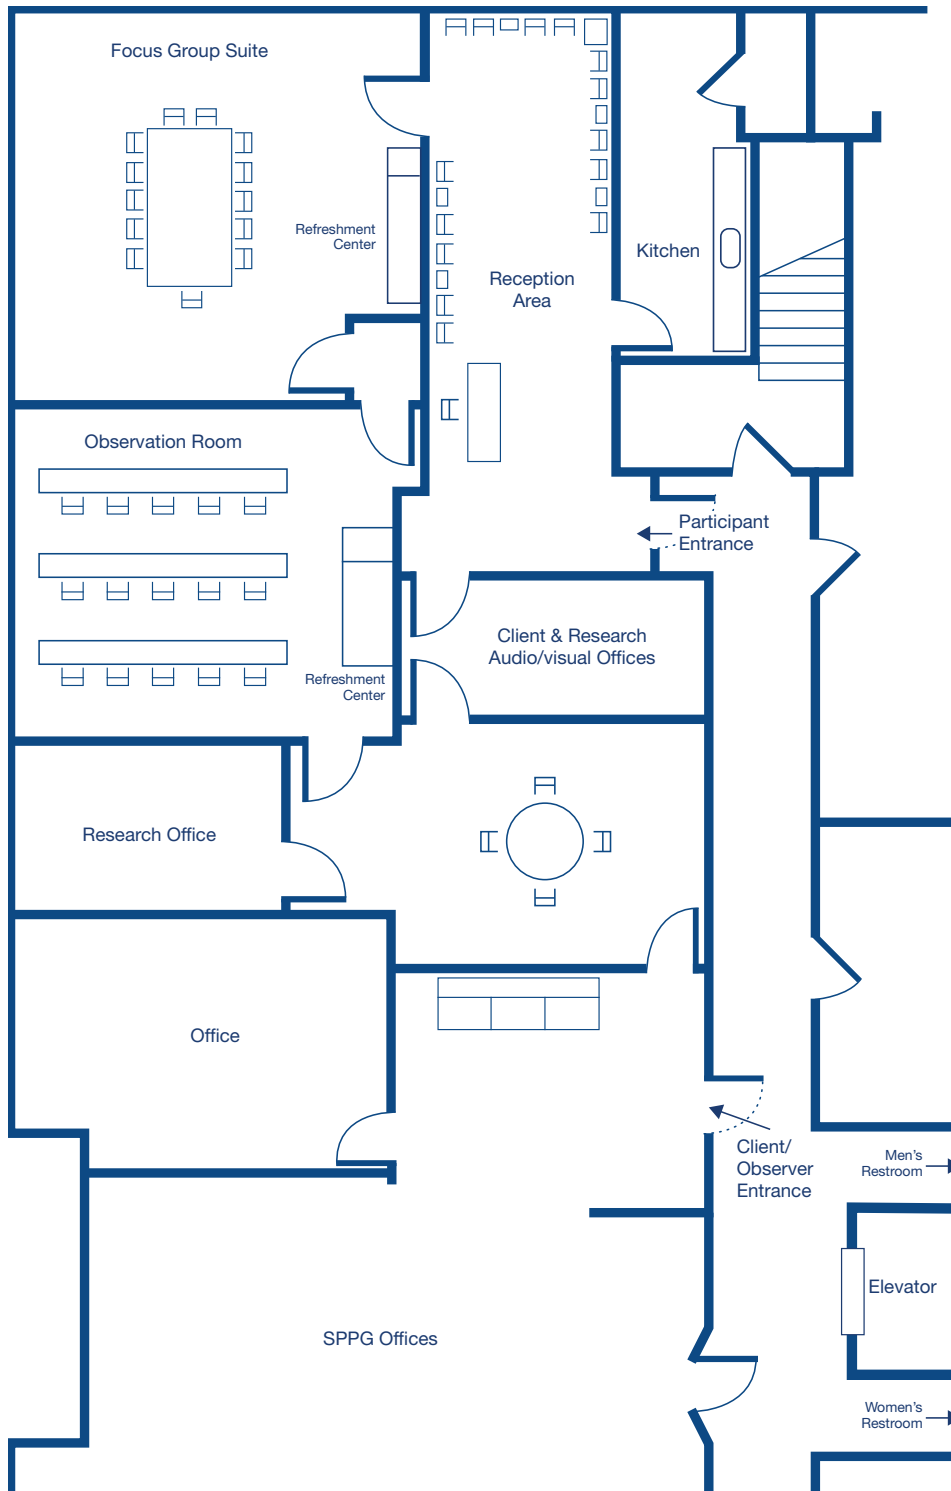 Focus Group Suite
Refreshment
Center
Reception
Area
Kitchen
Observation Room
Participant
Entrance
Client & Research
Audio/visual Offices
Refreshment
Center
Research Office
Office
Client/
Observer
Entrance
Men's
Restroom
Elevator
SPPG Offices
Women's
Restroom